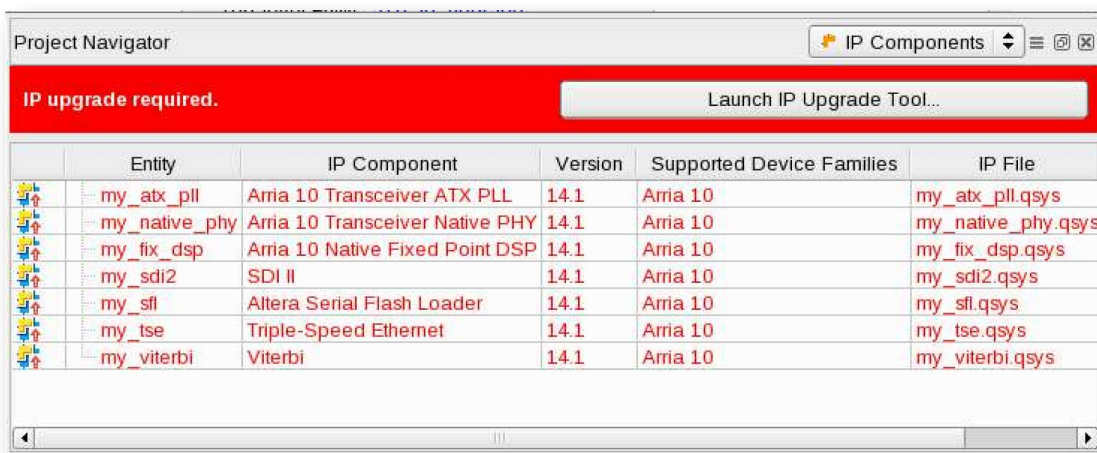 Project Navigator IP Components
IP upgrade required. Launch IP Upgrade Tool...
Entity IP Component Version Supported Device Families IP File
my_atx_pll Arria 10 Transceiver ATX PLL 14.1 Arria 10 my_atx_pll.qsys
my_native_phy Arria 10 Transceiver Native PHY 14.1 Arria 10 my_native_phy.qsys
my_fix_dsp Arria 10 Native Fixed Point DSP 14.1 Arria 10 my_fix_dsp.qsys
my_sdi2 SDI II 14.1 Arria 10 my_sdi2.qsys
my_sfl Altera Serial Flash Loader 14.1 Arria 10 my_sfl.qsys
my_tse Triple-Speed Ethernet 14.1 Arria 10 my_tse.qsys
my_viterbi Viterbi 14.1 Arria 10 my_viterbi.qsys